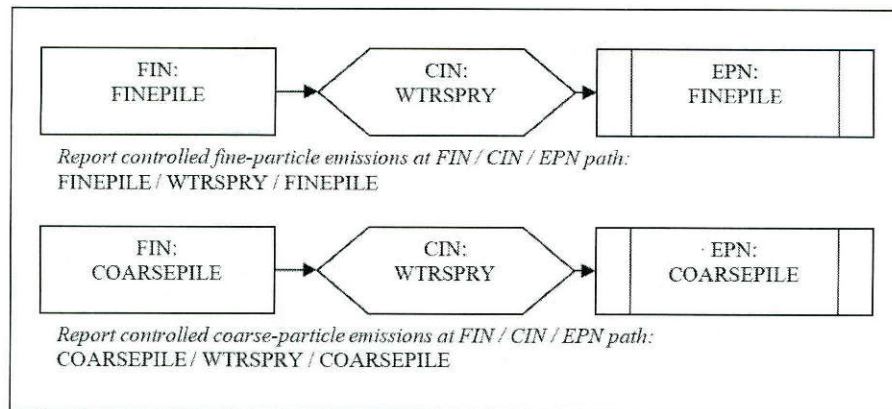 FIN:
FINEPILE
CIN:
WTRSPRY
EPN:
FINEPILE
Report controlled fine-particle emissions at FIN / CIN / EPN path:
FINEPILE / WTRSPRY / FINEPILE
FIN:
COARSEPILE
CIN:
WTRSPRY
EPN:
COARSEPILE
Report controlled coarse-particle emissions at FIN / CIN / EPN path:
COARSEPILE / WTRSPRY / COARSEPILE